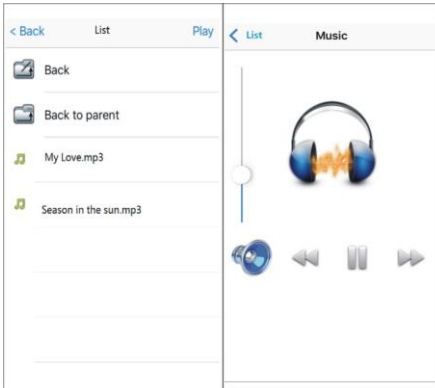 < Back List Play
Back
Back to parent
My Love.mp3
Season in the sun.mp3
List Music